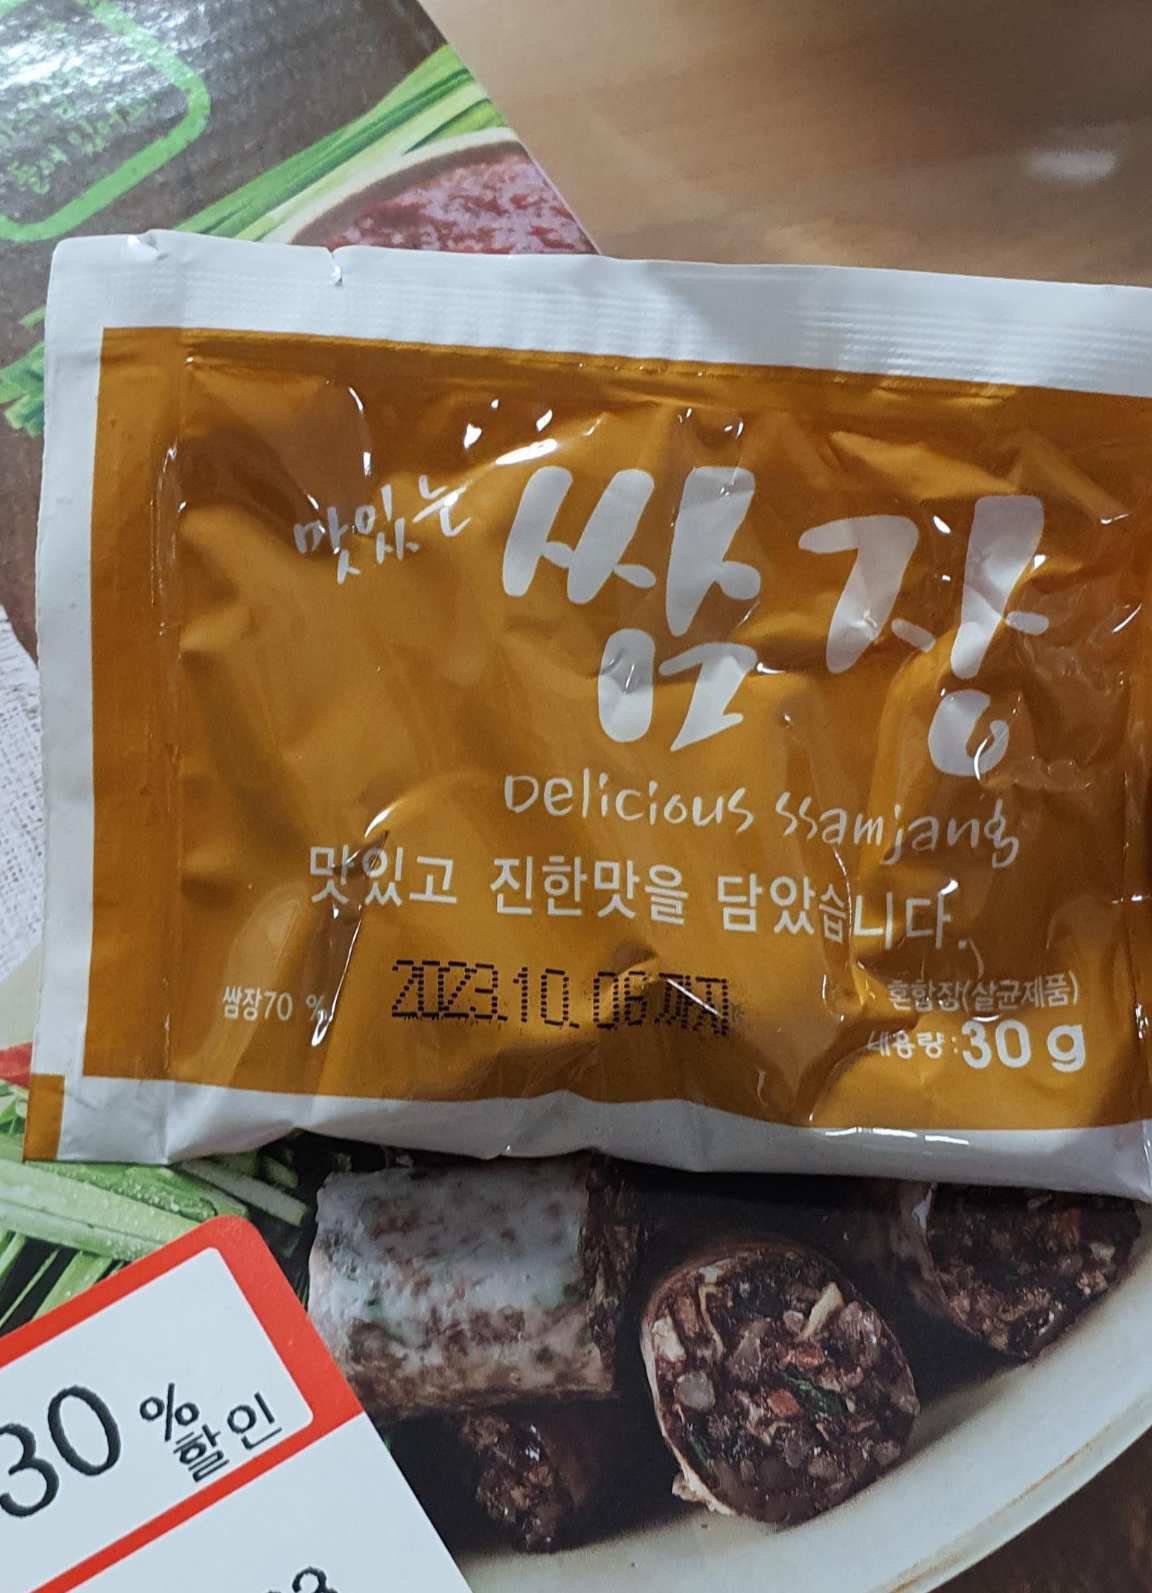 맛있는
쌈장
Delicious ssamjang
맛있고 진한맛을 담았습니다.
쌈장70 %
2023.10.06까지
혼합장(살균제품)
내용량:30 g
30 %
할인